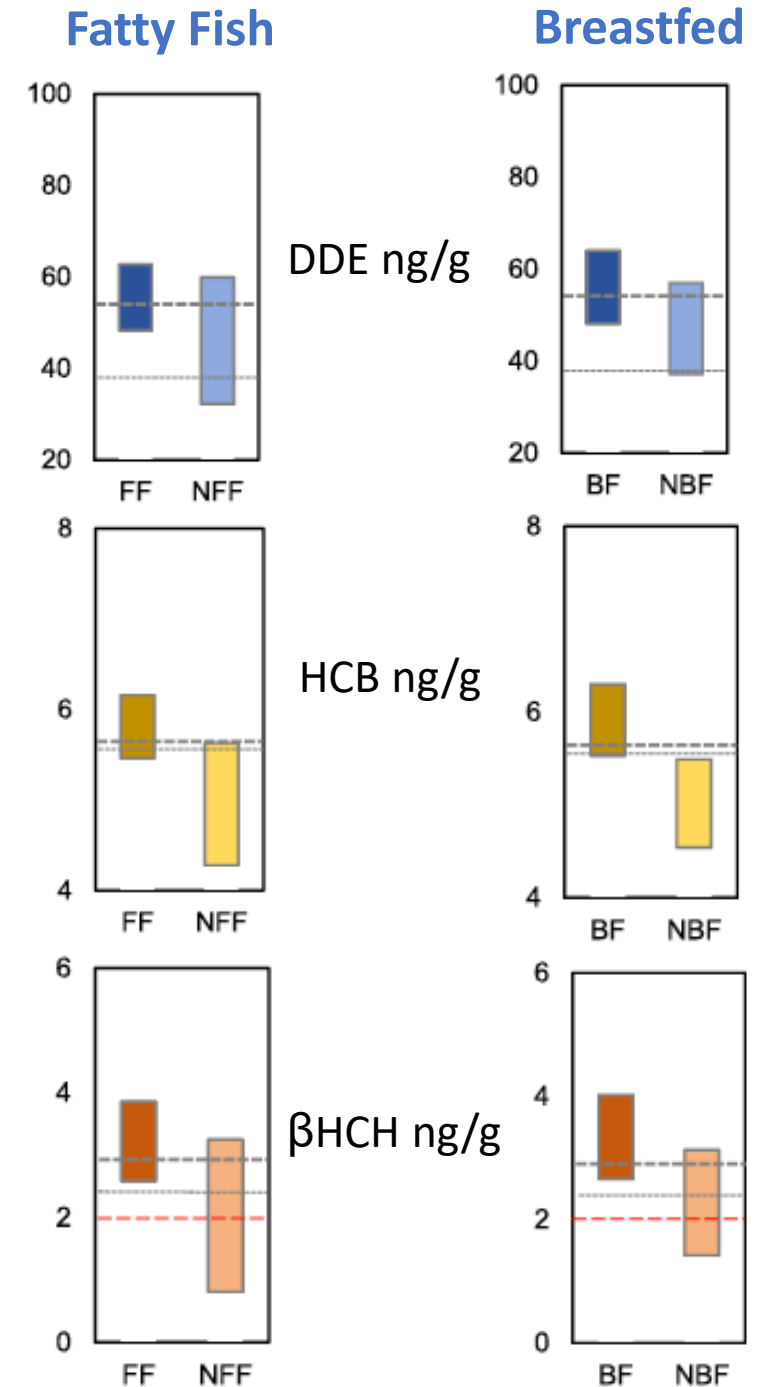 Fatty Fish
Breastfed
100
80
60
40
20
FF NFF
DDE ng/g
100
80
60
40
20
BF NBF
8
6
4
FF NFF
HCB ng/g
8
6
4
BF NBF
6
4
2
0
FF NFF
βHCH ng/g
6
4
2
0
BF NBF